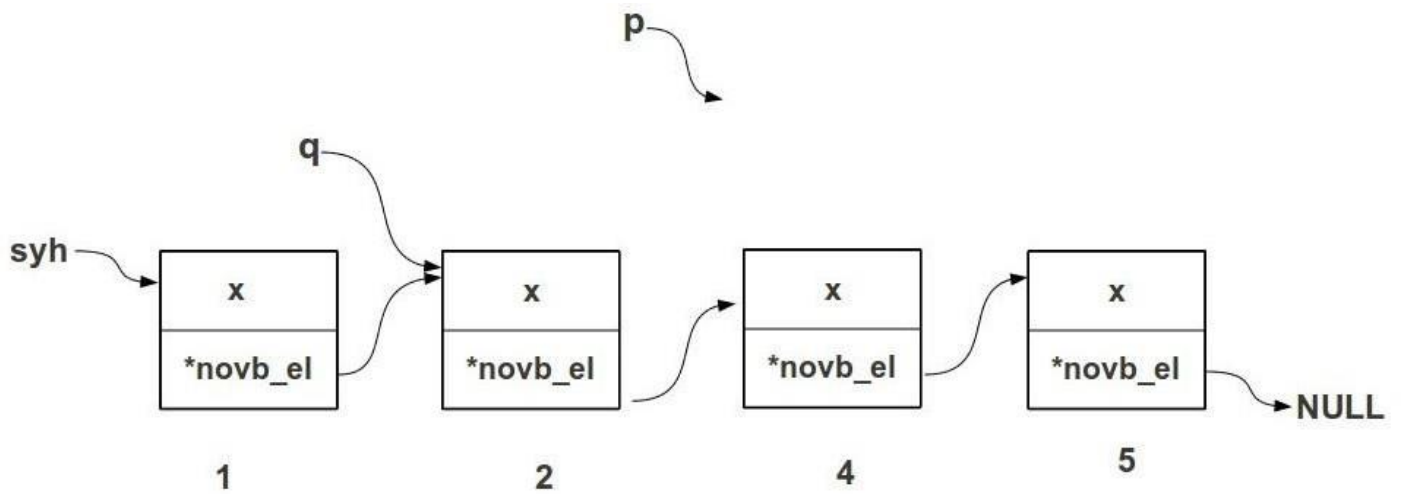 p
q
syh
x x x x
*novb_el *novb_el *novb_el *novb_el
NULL
1 2 4 5